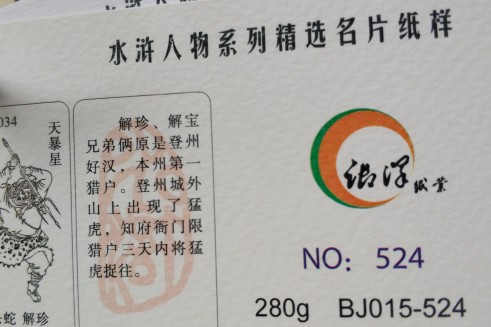 水浒人物系列精选名片纸样
034
天暴星
解珍、解宝
兄弟俩原是登州
好汉，本州第一
猎户。登州城外
山上出现了猛
虎，知府衙门限
猎户三天内将猛
虎捉往。
蛇 解珍
NO: 524
280g BJ015-524